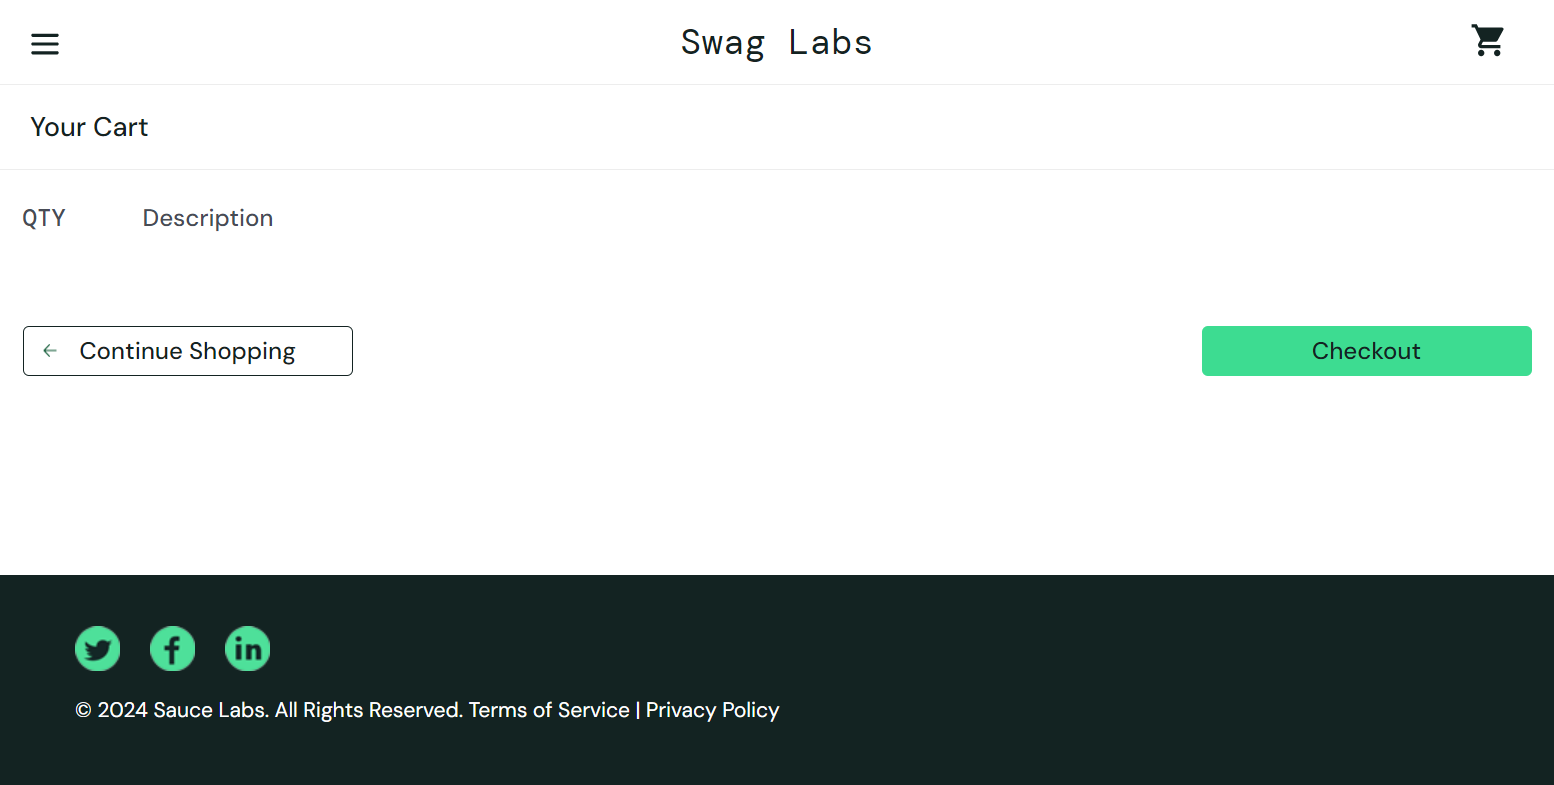 Swag Labs
Your Cart
QTY Description
Continue Shopping Checkout
© 2024 Sauce Labs. All Rights Reserved. Terms of Service | Privacy Policy